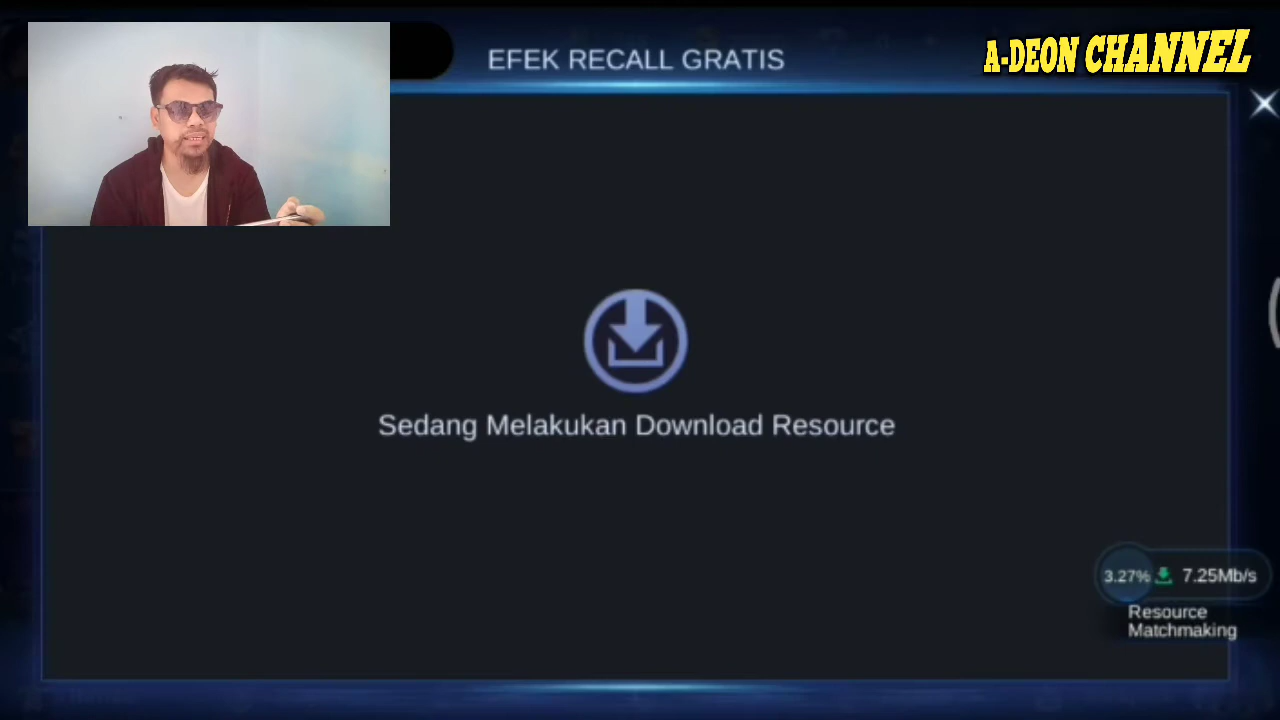 EFEK RECALL GRATIS
A-DEON CHANNEL
Sedang Melakukan Download Resource
3.27% 7.25Mb/s
Resource
Matchmaking